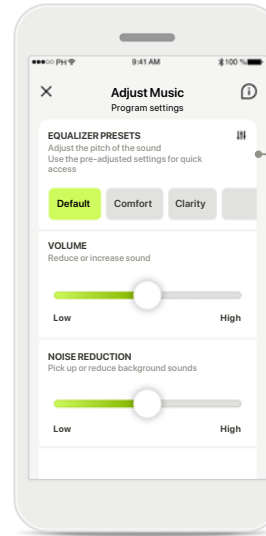 PH 9:41 AM 100 %
Adjust Music
Program settings
EQUALIZER PRESETS
Adjust the pitch of the sound
Use the pre-adjusted settings for quick
access
Default Comfort Clarity
VOLUME
Reduce or increase sound
Low High
NOISE REDUCTION
Pick up or reduce background sounds
Low High